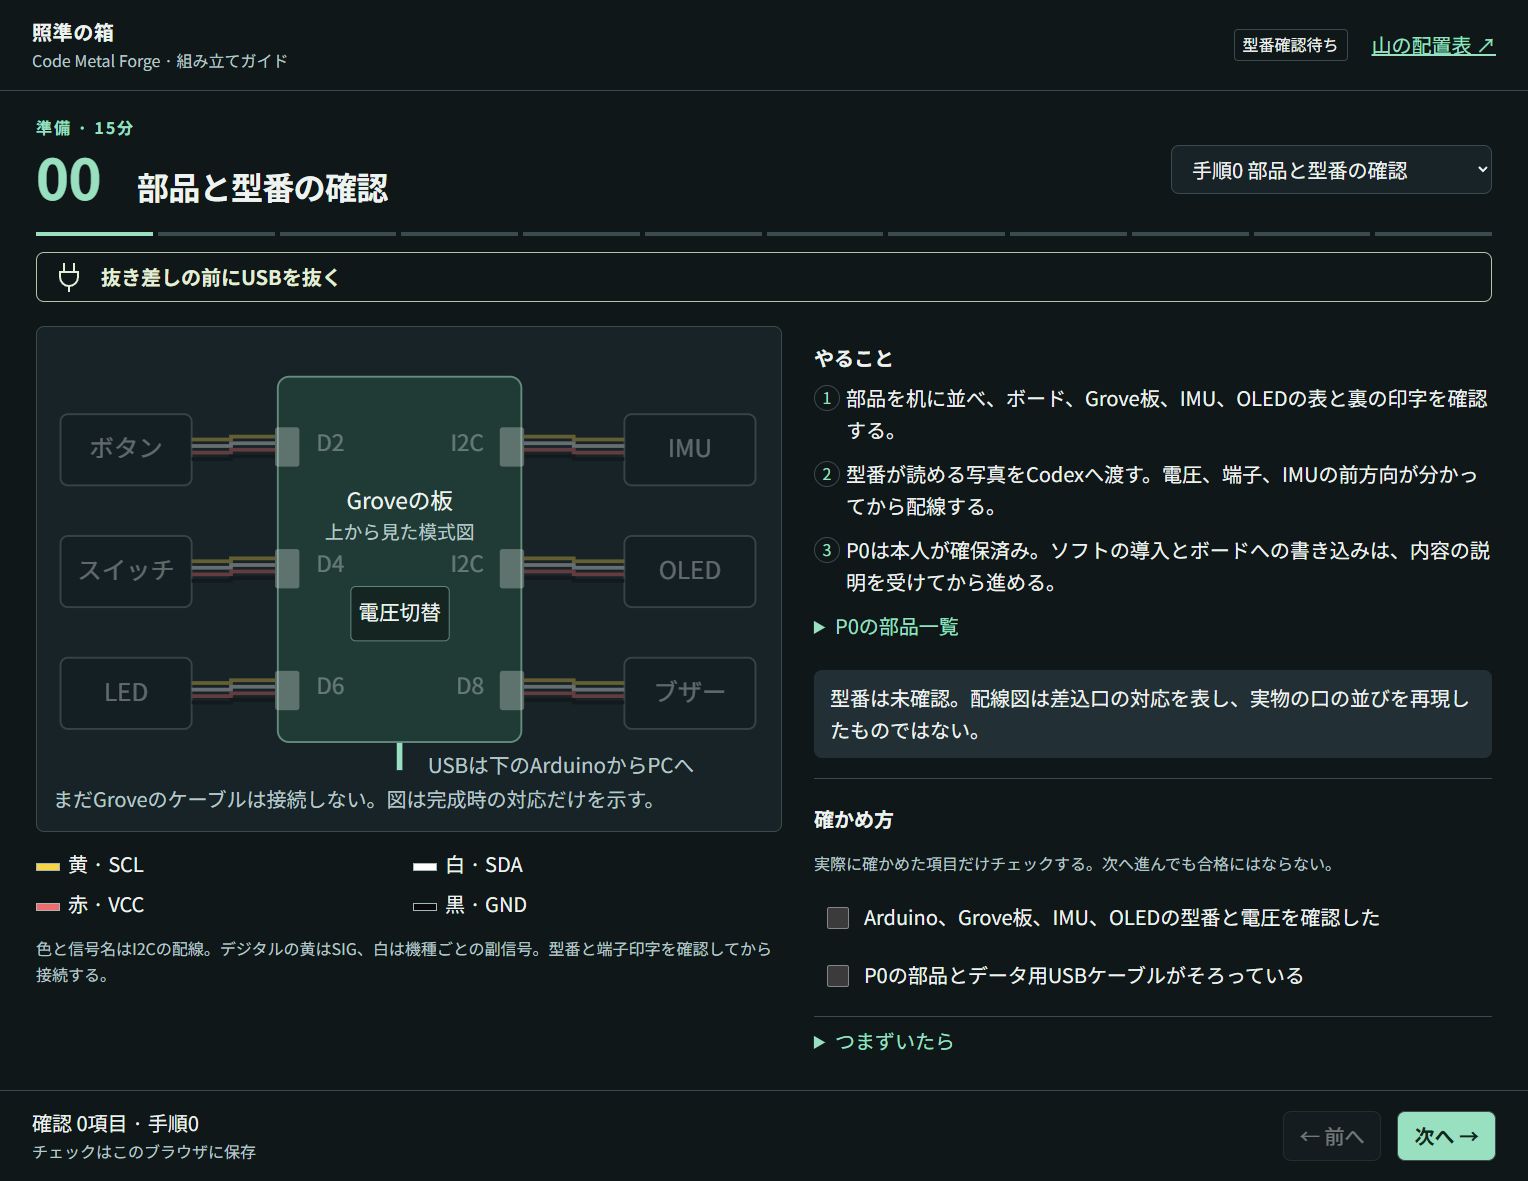 照準の箱
Code Metal Forge · 組み立てガイド
型番確認待ち
山の配置表 ↗
準備 · 15分
00 部品と型番の確認
手順0 部品と型番の確認
抜き差しの前にUSBを抜く
ボタン
D2
I2C
IMU
Groveの板
上から見た模式図
スイッチ
D4
I2C
OLED
電圧切替
LED
D6
D8
ブザー
USBは下のArduinoからPCへ
まだGroveのケーブルは接続しない。図は完成時の対応だけを示す。
黄 · SCL
白 · SDA
赤 · VCC
黒 · GND
色と信号名はI2Cの配線。デジタルの黄はSIG、白は機種ごとの副信号。型番と端子印字を確認してから
接続する。
やること
1 部品を机に並べ、ボード、Grove板、IMU、OLEDの表と裏の印字を確認
する。
2 型番が読める写真をCodexへ渡す。電圧、端子、IMUの前方向が分かっ
てから配線する。
3 P0は本人が確保済み。ソフトの導入とボードへの書き込みは、内容の説
明を受けてから進める。
▶ P0の部品一覧
型番は未確認。配線図は差込口の対応を表し、実物の口の並びを再現し
たものではない。
確かめ方
実際に確かめた項目だけチェックする。次へ進んでも合格にはならない。
Arduino、Grove板、IMU、OLEDの型番と電圧を確認した
P0の部品とデータ用USBケーブルがそろっている
▶ つまずいたら
確認 0項目 · 手順0
チェックはこのブラウザに保存
← 前へ
次へ →